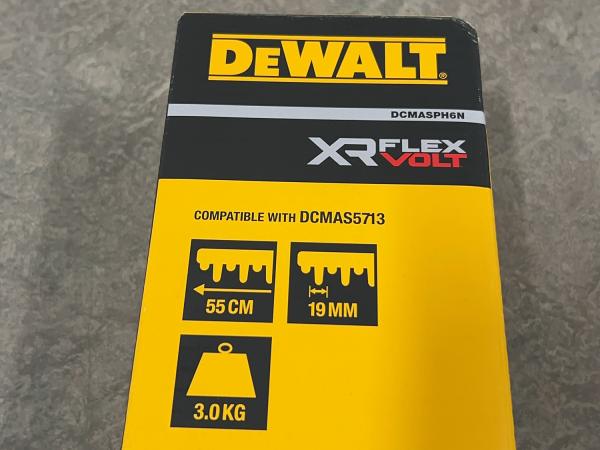 DEWALT®
DCMASPH6N
XR FLEX VOLT
COMPATIBLE WITH DCMAS5713
55 CM
19 MM
3.0 KG